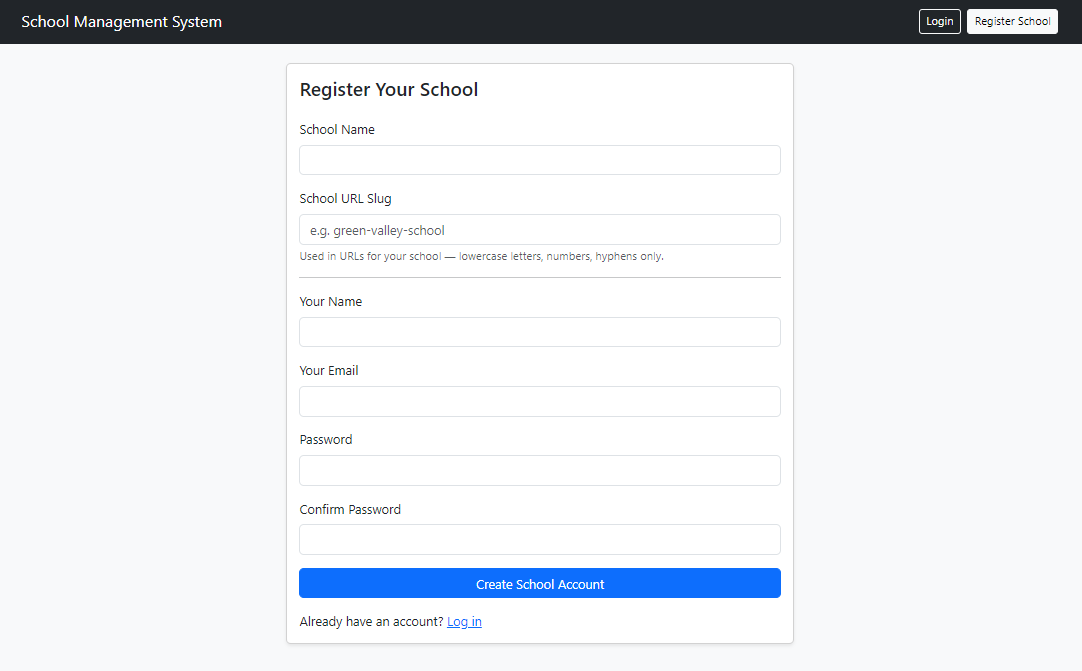 School Management System
Login
Register School
Register Your School
School Name
School URL Slug
e.g. green-valley-school
Used in URLs for your school — lowercase letters, numbers, hyphens only.
Your Name
Your Email
Password
Confirm Password
Create School Account
Already have an account? Log in